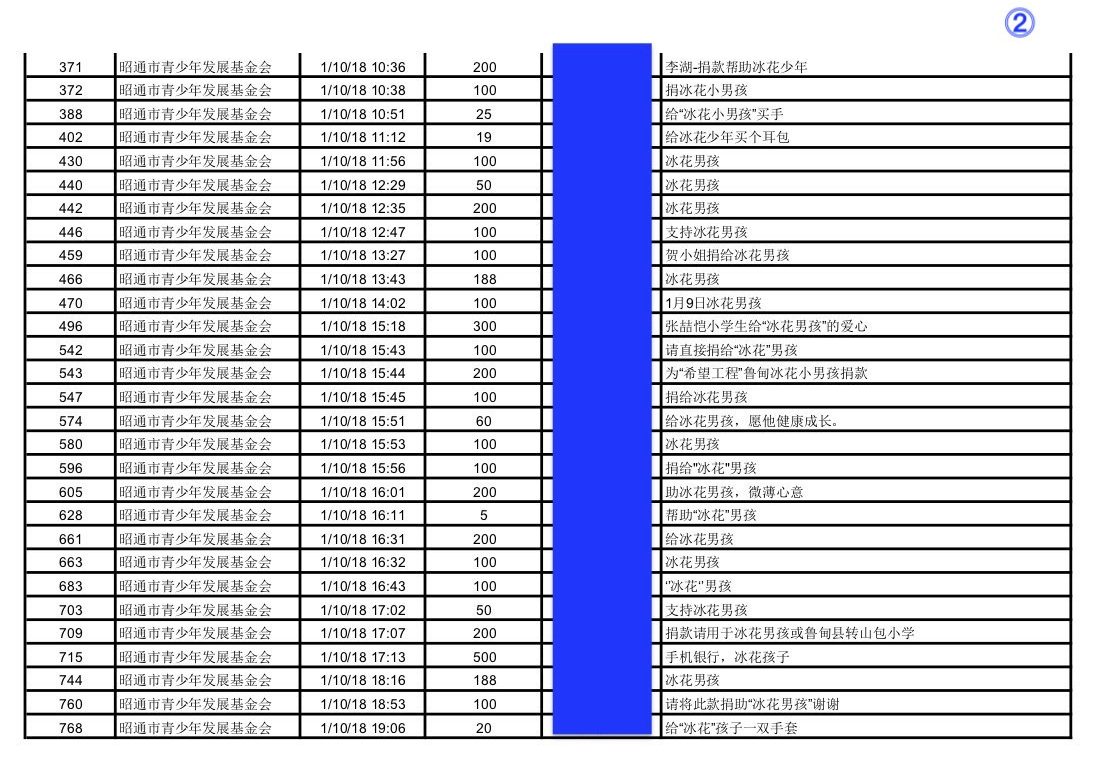 ②
371 昭通市青少年发展基金会 1/10/18 10:36 200 李湖-捐款帮助冰花少年
372 昭通市青少年发展基金会 1/10/18 10:38 100 捐冰花小男孩
388 昭通市青少年发展基金会 1/10/18 10:51 25 给“冰花小男孩”买手
402 昭通市青少年发展基金会 1/10/18 11:12 19 给冰花少年买个耳包
430 昭通市青少年发展基金会 1/10/18 11:56 100 冰花男孩
440 昭通市青少年发展基金会 1/10/18 12:29 50 冰花男孩
442 昭通市青少年发展基金会 1/10/18 12:35 200 冰花男孩
446 昭通市青少年发展基金会 1/10/18 12:47 100 支持冰花男孩
459 昭通市青少年发展基金会 1/10/18 13:27 100 贺小姐捐给冰花男孩
466 昭通市青少年发展基金会 1/10/18 13:43 188 冰花男孩
470 昭通市青少年发展基金会 1/10/18 14:02 100 1月9日冰花男孩
496 昭通市青少年发展基金会 1/10/18 15:18 300 张喆恺小学生给“冰花男孩”的爱心
542 昭通市青少年发展基金会 1/10/18 15:43 100 请直接捐给“冰花”男孩
543 昭通市青少年发展基金会 1/10/18 15:44 200 为“希望工程”鲁甸冰花小男孩捐款
547 昭通市青少年发展基金会 1/10/18 15:45 100 捐给冰花男孩
574 昭通市青少年发展基金会 1/10/18 15:51 60 给冰花男孩，愿他健康成长。
580 昭通市青少年发展基金会 1/10/18 15:53 100 冰花男孩
596 昭通市青少年发展基金会 1/10/18 15:56 100 捐给"冰花"男孩
605 昭通市青少年发展基金会 1/10/18 16:01 200 助冰花男孩，微薄心意
628 昭通市青少年发展基金会 1/10/18 16:11 5 帮助“冰花”男孩
661 昭通市青少年发展基金会 1/10/18 16:31 200 给冰花男孩
663 昭通市青少年发展基金会 1/10/18 16:32 100 冰花男孩
683 昭通市青少年发展基金会 1/10/18 16:43 100 "冰花"男孩
703 昭通市青少年发展基金会 1/10/18 17:02 50 支持冰花男孩
709 昭通市青少年发展基金会 1/10/18 17:07 200 捐款请用于冰花男孩或鲁甸县转山包小学
715 昭通市青少年发展基金会 1/10/18 17:13 500 手机银行，冰花孩子
744 昭通市青少年发展基金会 1/10/18 18:16 188 冰花男孩
760 昭通市青少年发展基金会 1/10/18 18:53 100 请将此款捐助“冰花男孩”谢谢
768 昭通市青少年发展基金会 1/10/18 19:06 20 给“冰花”孩子一双手套